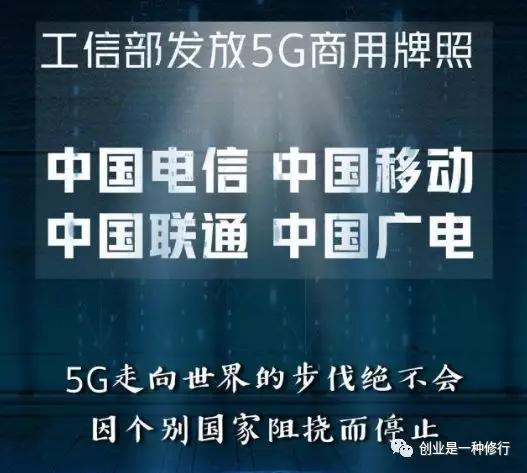 工信部发放5G商用牌照
中国电信 中国移动
中国联通 中国广电
5G走向世界的步伐绝不会
因个别国家阻挠而停止
创业是一种修行